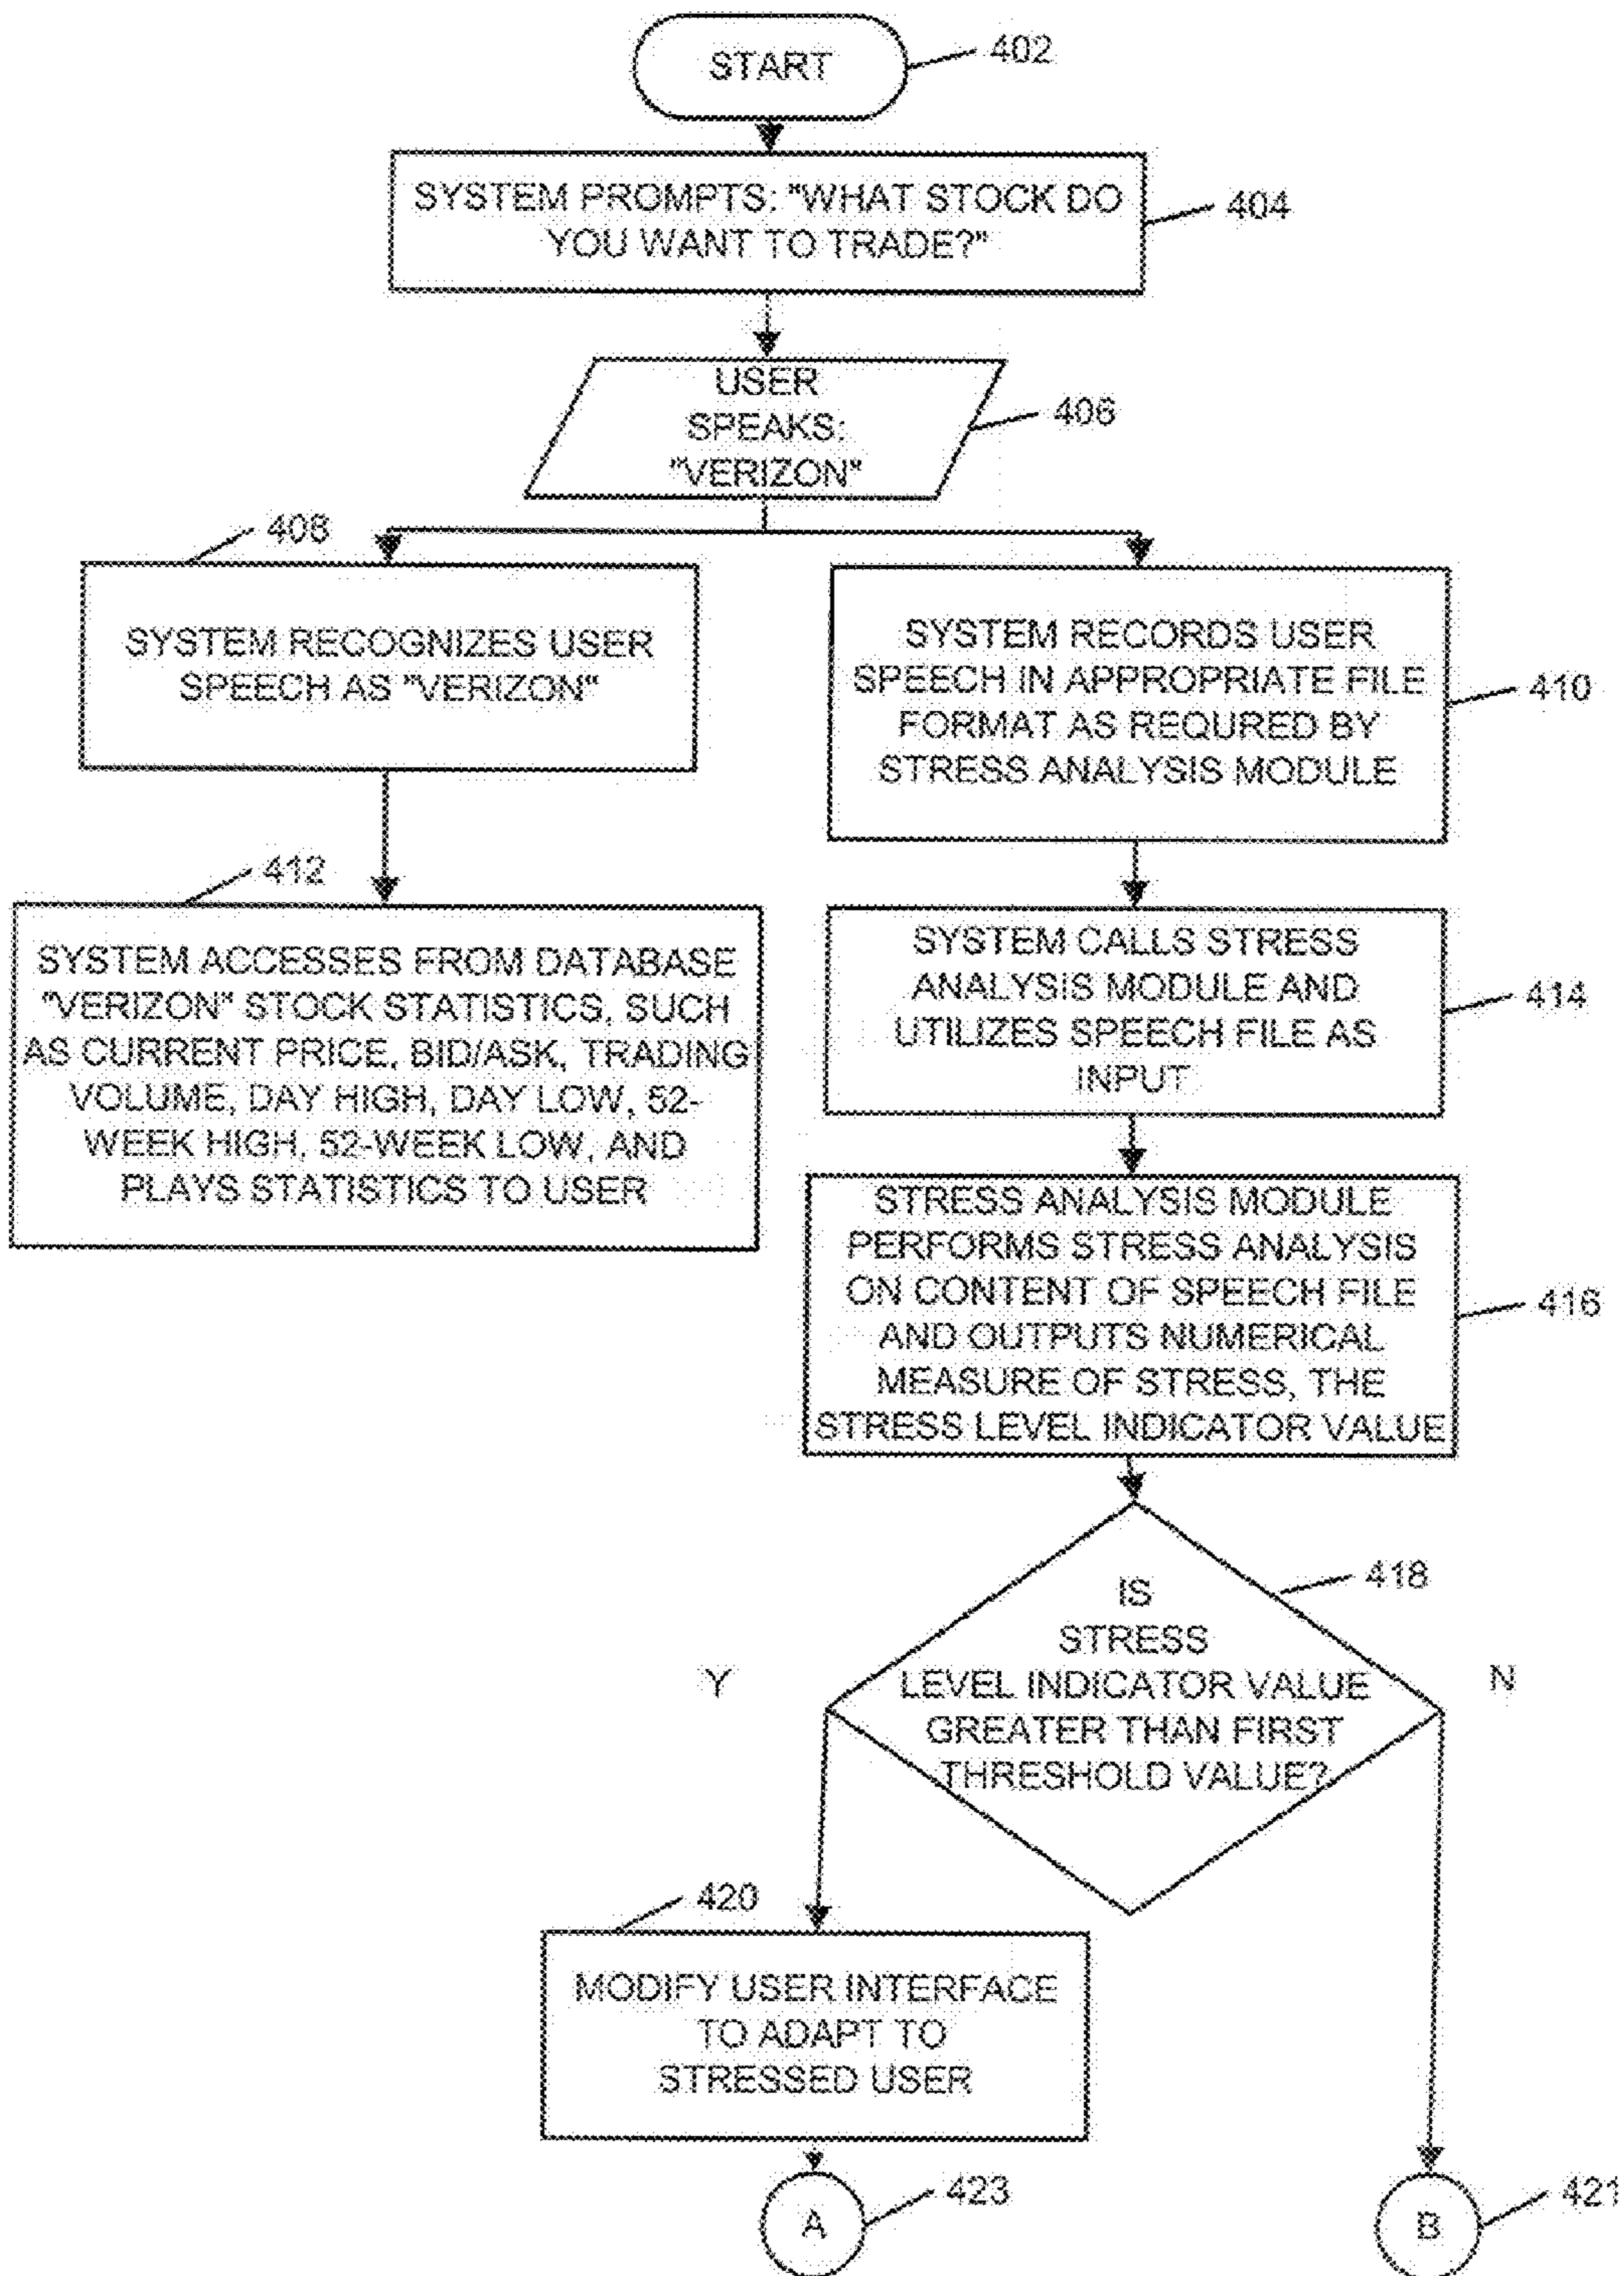 START
402
SYSTEM PROMPTS: "WHAT STOCK DO
YOU WANT TO TRADE?"
404
USER
SPEAKS:
"VERIZON"
406
408
SYSTEM RECOGNIZES USER
SPEECH AS "VERIZON"
SYSTEM RECORDS USER
SPEECH IN APPROPRIATE FILE
FORMAT AS REQURED BY
STRESS ANALYSIS MODULE
410
412
SYSTEM ACCESSES FROM DATABASE
"VERIZON" STOCK STATISTICS, SUCH
AS CURRENT PRICE, BID/ASK, TRADING
VOLUME, DAY HIGH, DAY LOW, 52-
WEEK HIGH, 52-WEEK LOW, AND
PLAYS STATISTICS TO USER
SYSTEM CALLS STRESS
ANALYSIS MODULE AND
UTILIZES SPEECH FILE AS
INPUT
414
STRESS ANALYSIS MODULE
PERFORMS STRESS ANALYSIS
ON CONTENT OF SPEECH FILE
AND OUTPUTS NUMERICAL
MEASURE OF STRESS, THE
STRESS LEVEL INDICATOR VALUE
416
IS
STRESS
LEVEL INDICATOR VALUE
GREATER THAN FIRST
THRESHOLD VALUE?
418
Y
N
420
MODIFY USER INTERFACE
TO ADAPT TO
STRESSED USER
A
423
B
421